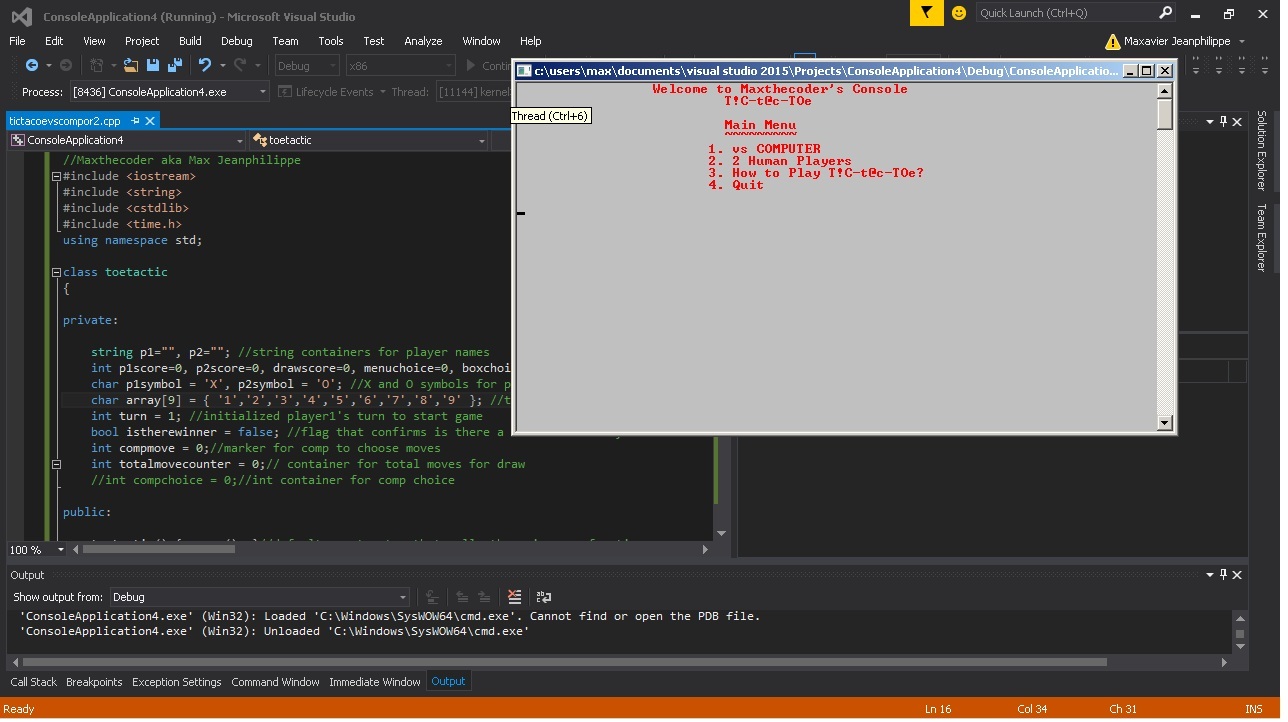 ConsoleApplication4 (Running) - Microsoft Visual Studio
Quick Launch (Ctrl+Q)
File Edit View Project Build Debug Team Tools Test Analyze Window Help
Maxavier Jeanphilippe
Debug x86 Contin
Process: [8436] ConsoleApplication4.exe Lifecycle Events Thread: [11144] kernel
tictacoevscompor2.cpp
ConsoleApplication4 toetactic
//Maxthecoder aka Max Jeanphilippe
#include <iostream>
#include <string>
#include <cstdlib>
#include <time.h>
using namespace std;
class toetactic
{
private:
string p1="", p2=""; //string containers for player names
int p1score=0, p2score=0, drawscore=0, menuchoice=0, boxchoi
char p1symbol = 'X', p2symbol = 'O'; //X and O symbols for p
char array[9] = { '1','2','3','4','5','6','7','8','9' }; //t
int turn = 1; //initialized player1's turn to start game
bool istherewinner = false; //flag that confirms is there a
int compmove = 0;//marker for comp to choose moves
int totalmovecounter = 0;// container for total moves for draw
//int compchoice = 0;//int container for comp choice
public:
100 %
c:\users\max\documents\visual studio 2015\Projects\ConsoleApplication4\Debug\ConsoleApplicatio...
Thread (Ctrl+6)
Welcome to Maxthecoder's Console
T!C-t@c-TOe
Main Menu
~~~~~~~~~
1. vs COMPUTER
2. 2 Human Players
3. How to Play T!C-t@c-TOe?
4. Quit
Solution Explorer
Team Explorer
Output
Show output from: Debug
'ConsoleApplication4.exe' (Win32): Loaded 'C:\Windows\SysWOW64\cmd.exe'. Cannot find or open the PDB file.
'ConsoleApplication4.exe' (Win32): Unloaded 'C:\Windows\SysWOW64\cmd.exe'
Call Stack Breakpoints Exception Settings Command Window Immediate Window Output
Ready Ln 16 Col 34 Ch 31 INS